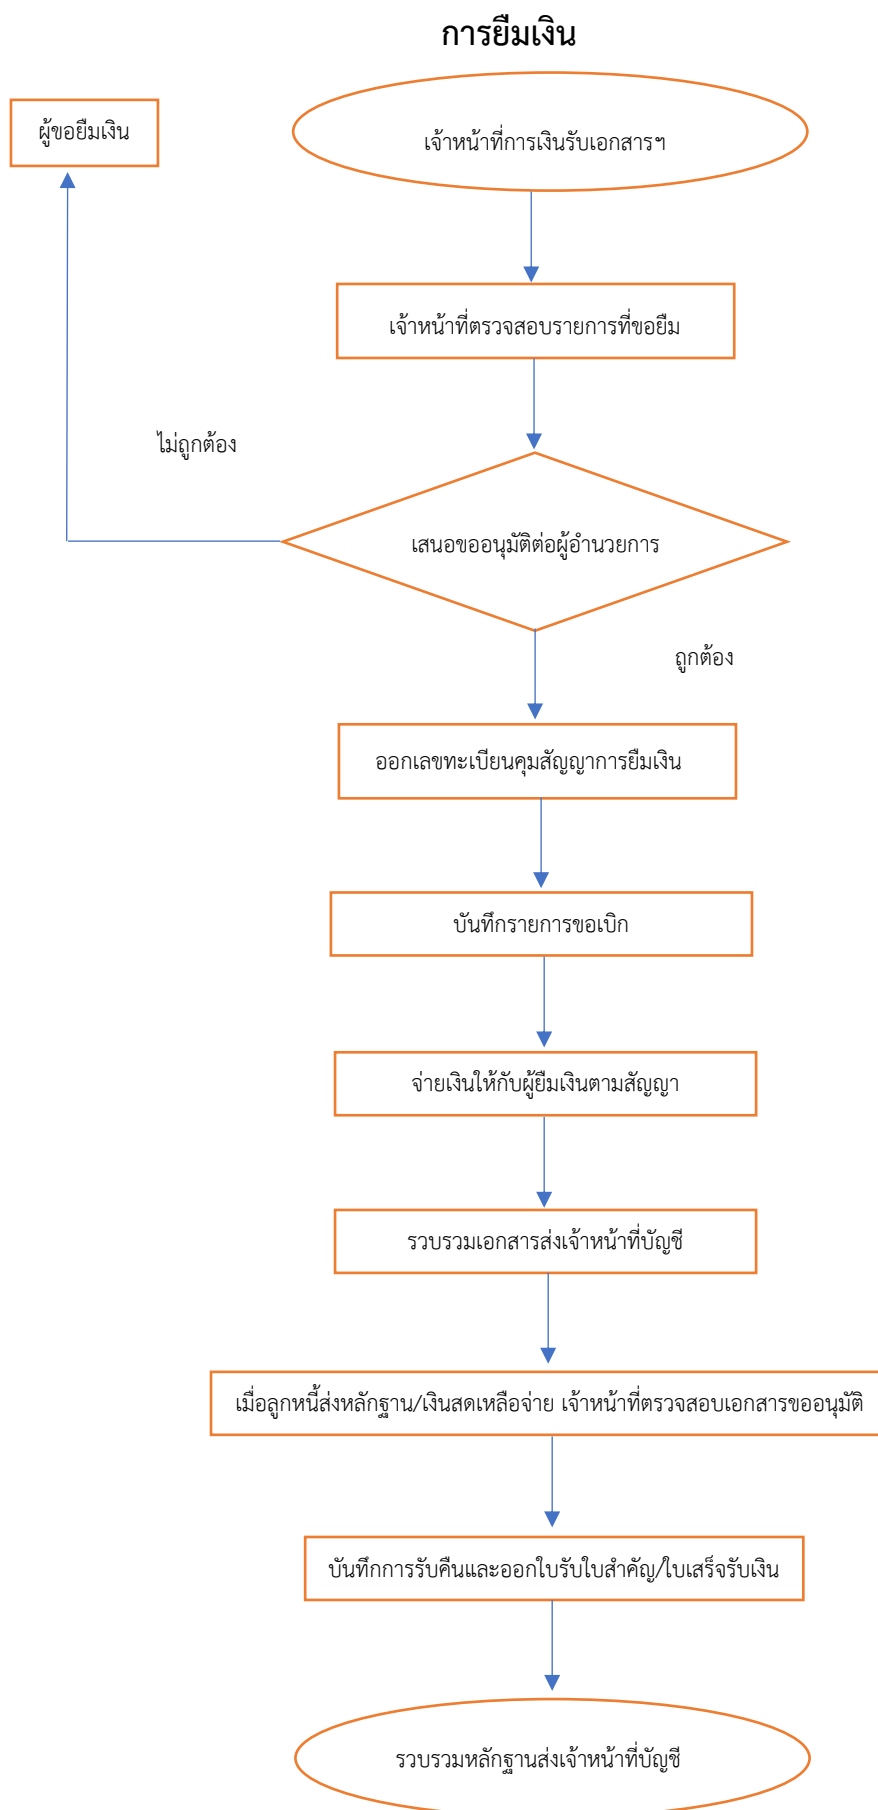 การยืมเงิน
ผู้ขอยืมเงิน
เจ้าหน้าที่การเงินรับเอกสารฯ
เจ้าหน้าที่ตรวจสอบรายการที่ขอยืม
ไม่ถูกต้อง
เสนอขออนุมัติต่อผู้อำนวยการ
ถูกต้อง
ออกเลขทะเบียนคุมสัญญาการยืมเงิน
บันทึกรายการขอเบิก
จ่ายเงินให้กับผู้ยืมเงินตามสัญญา
รวบรวมเอกสารส่งเจ้าหน้าที่บัญชี
เมื่อลูกหนี้ส่งหลักฐาน/เงินสดเหลือจ่าย เจ้าหน้าที่ตรวจสอบเอกสารขออนุมัติ
บันทึกการรับคืนและออกใบรับใบสำคัญ/ใบเสร็จรับเงิน
รวบรวมหลักฐานส่งเจ้าหน้าที่บัญชี